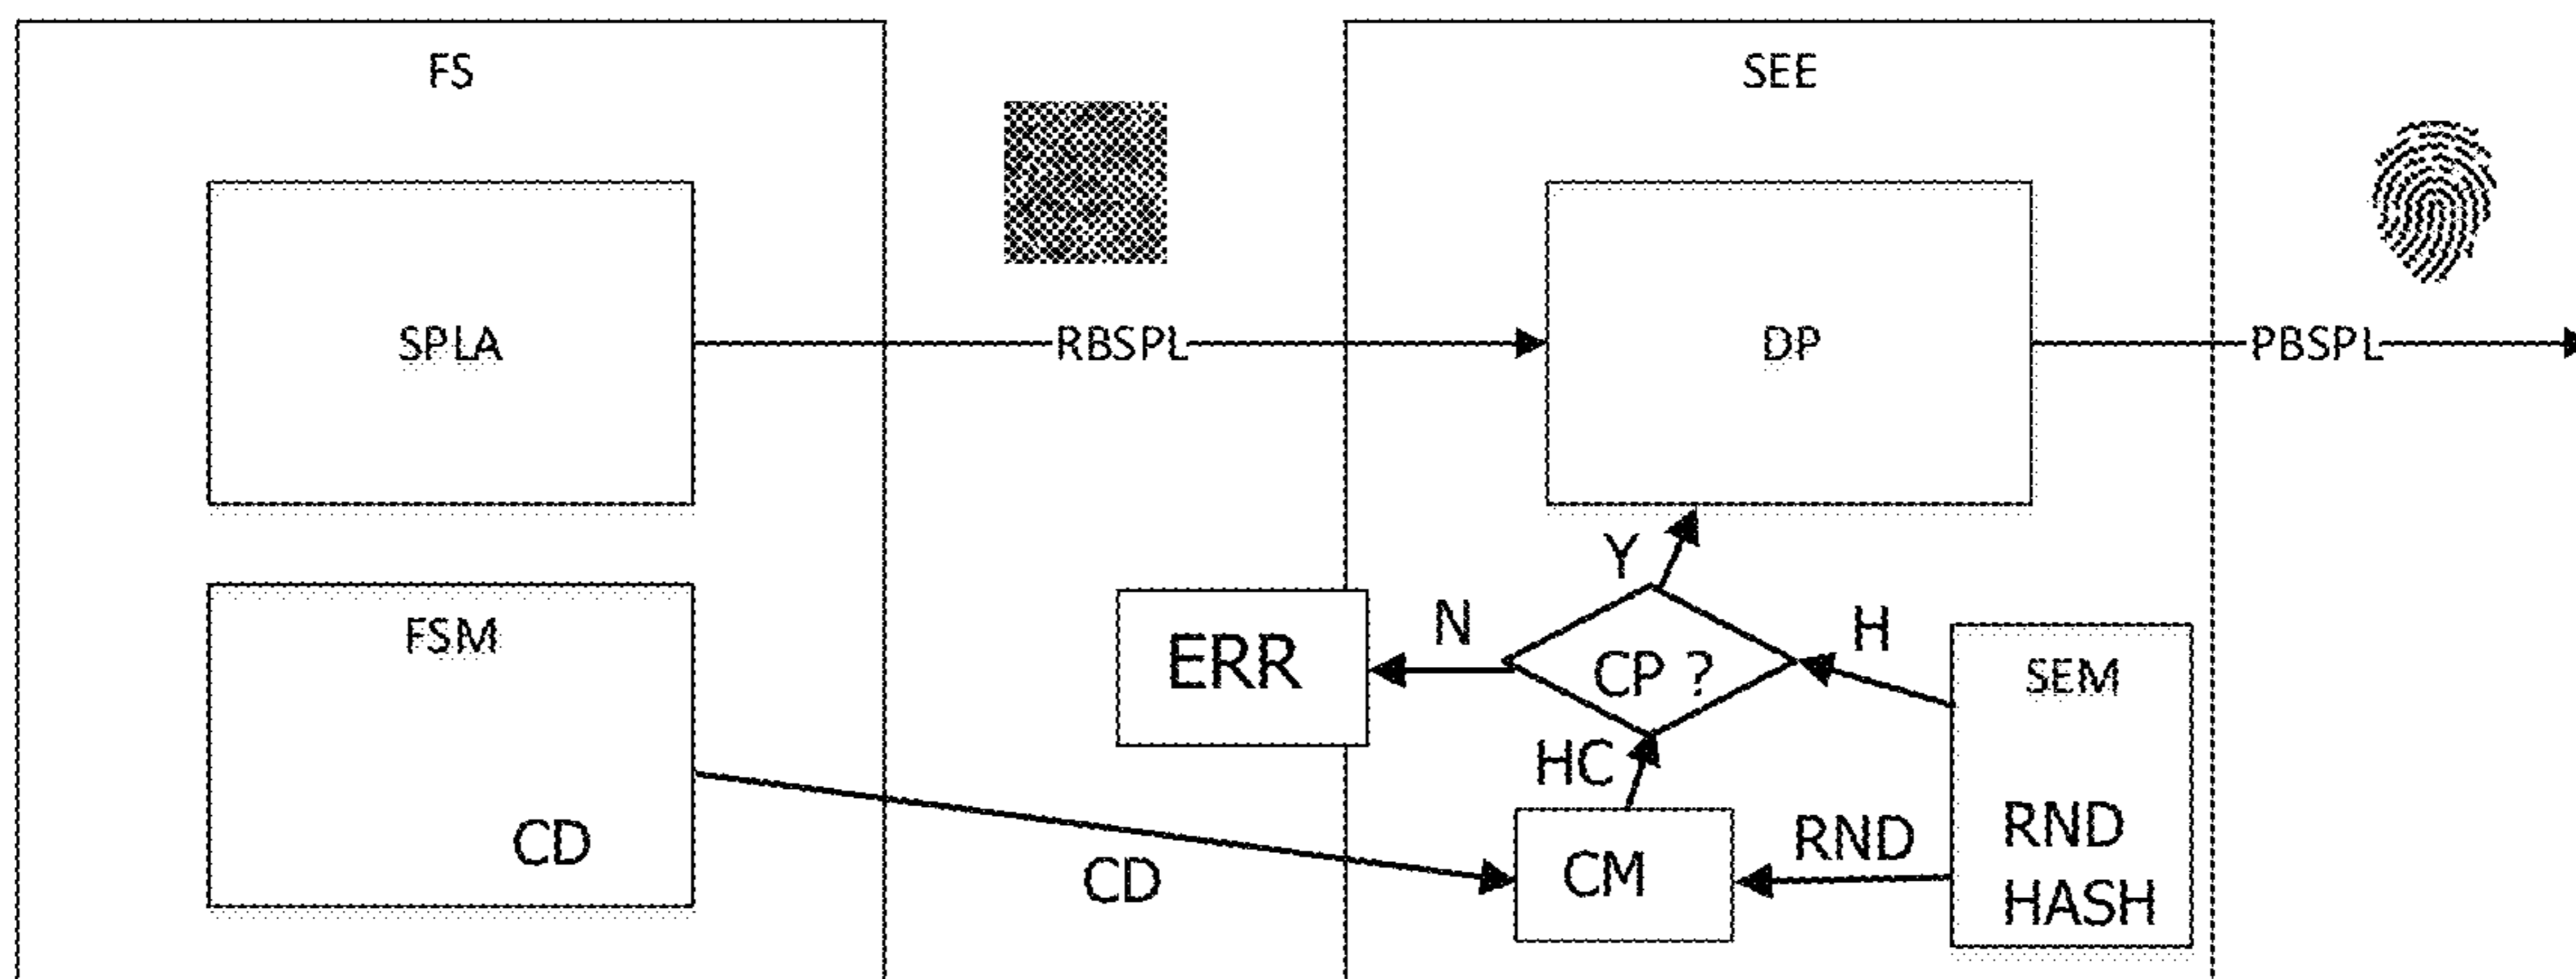 FS
SEE
SPLA
RBSPL
DP
PBSPL
FSM
CD
ERR
N
Y
CP ?
H
SEM
HC
CM
RND
RND
HASH
CD